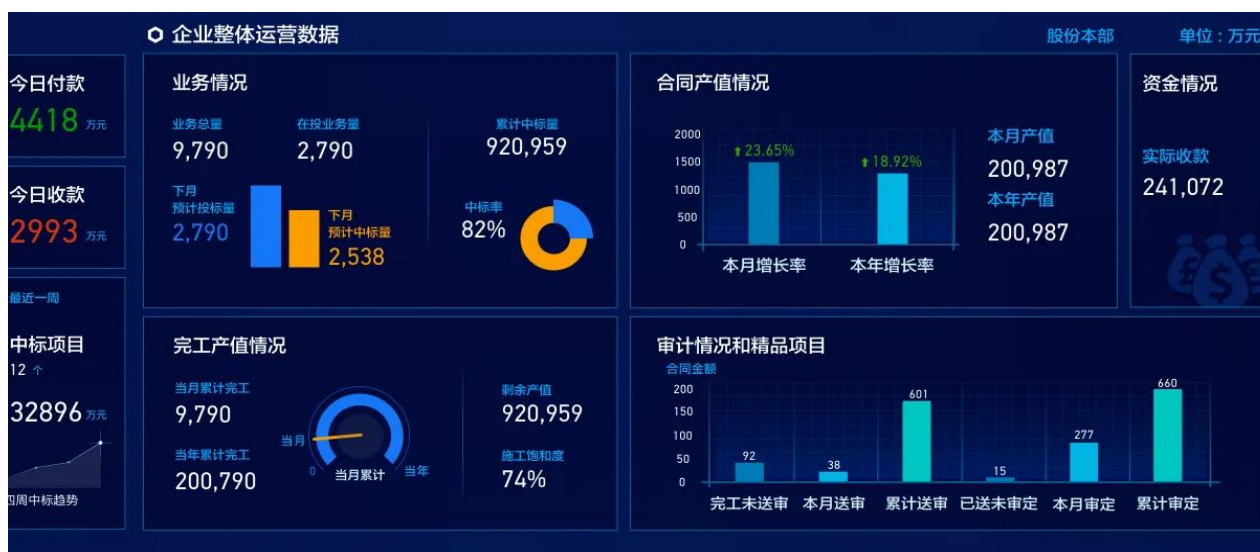 企业整体运营数据
股份本部
单位：万元
今日付款
4418 万元
今日收款
2993 万元
最近一周
中标项目
12 个
32896 万元
四周中标趋势
业务情况
业务总量
9,790
在投业务量
2,790
累计中标量
920,959
下月
预计投标量
2,790
下月
预计中标量
2,538
中标率
82%
合同产值情况
2000
1500
1000
500
0
23.65%
18.92%
本月增长率
本年增长率
本月产值
200,987
本年产值
200,987
资金情况
实际收款
241,072
完工产值情况
当月累计完工
9,790
当年累计完工
200,790
当月
0
当月累计
当年
剩余产值
920,959
施工饱和度
74%
审计情况和精品项目
合同金额
200
150
100
50
0
92
38
601
15
277
660
完工未送审
本月送审
累计送审
已送未审定
本月审定
累计审定